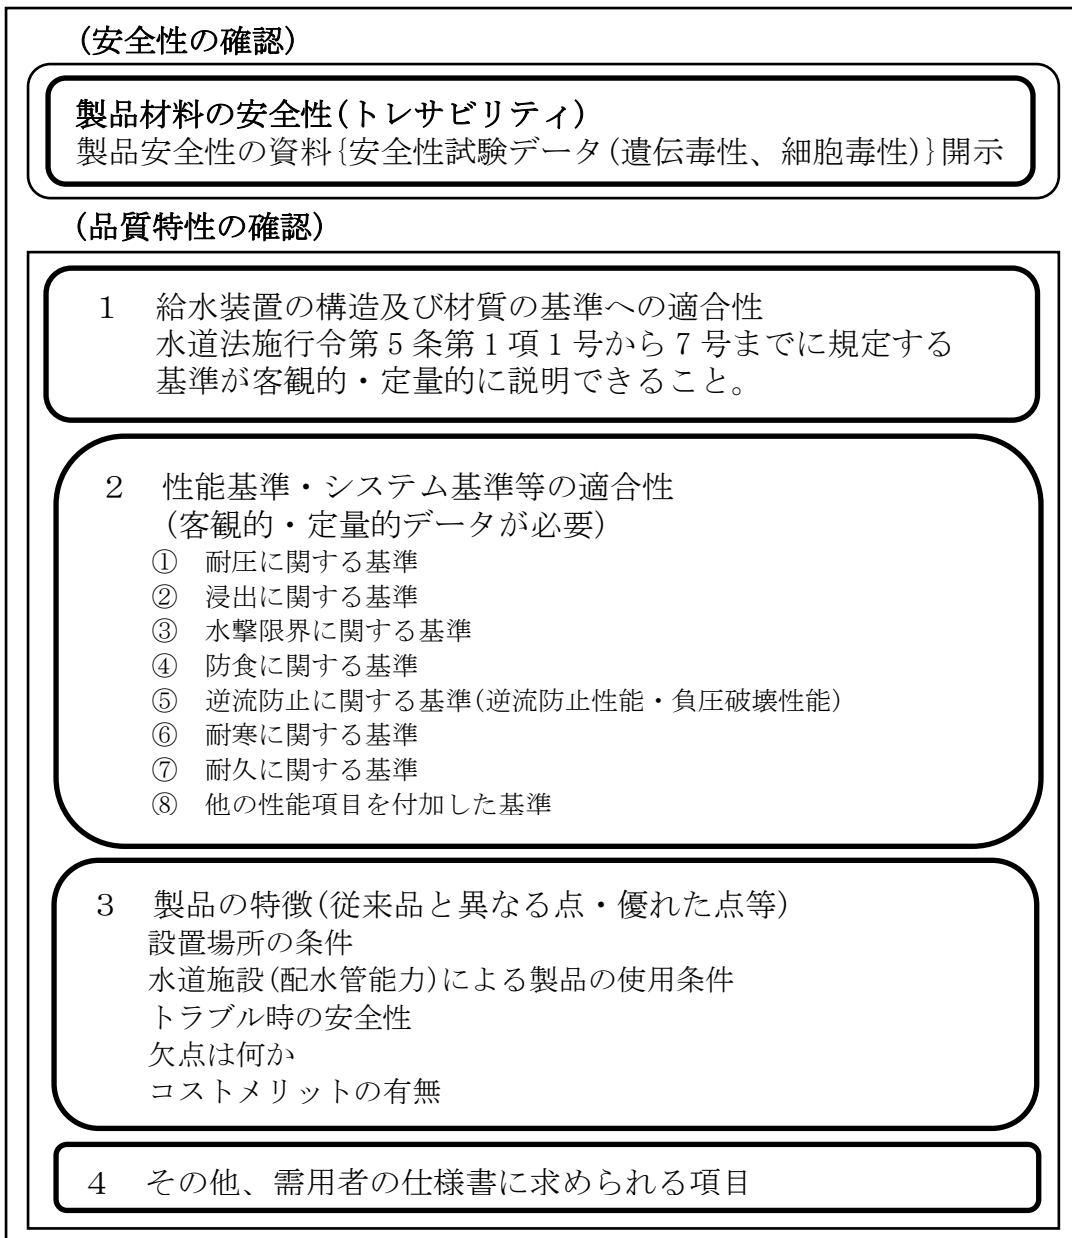 (安全性の確認)
製品材料の安全性(トレサビリティ)
製品安全性の資料{安全性試験データ(遺伝毒性、細胞毒性)}開示
(品質特性の確認)
1 給水装置の構造及び材質の基準への適合性
水道法施行令第5条第1項1号から7号までに規定する
基準が客観的・定量的に説明できること。
2 性能基準・システム基準等の適合性
(客観的・定量的データが必要)
① 耐圧に関する基準
② 浸出に関する基準
③ 水撃限界に関する基準
④ 防食に関する基準
⑤ 逆流防止に関する基準(逆流防止性能・負圧破壊性能)
⑥ 耐寒に関する基準
⑦ 耐久に関する基準
⑧ 他の性能項目を付加した基準
3 製品の特徴(従来品と異なる点・優れた点等)
設置場所の条件
水道施設(配水管能力)による製品の使用条件
トラブル時の安全性
欠点は何か
コストメリットの有無
4 その他、需用者の仕様書に求められる項目